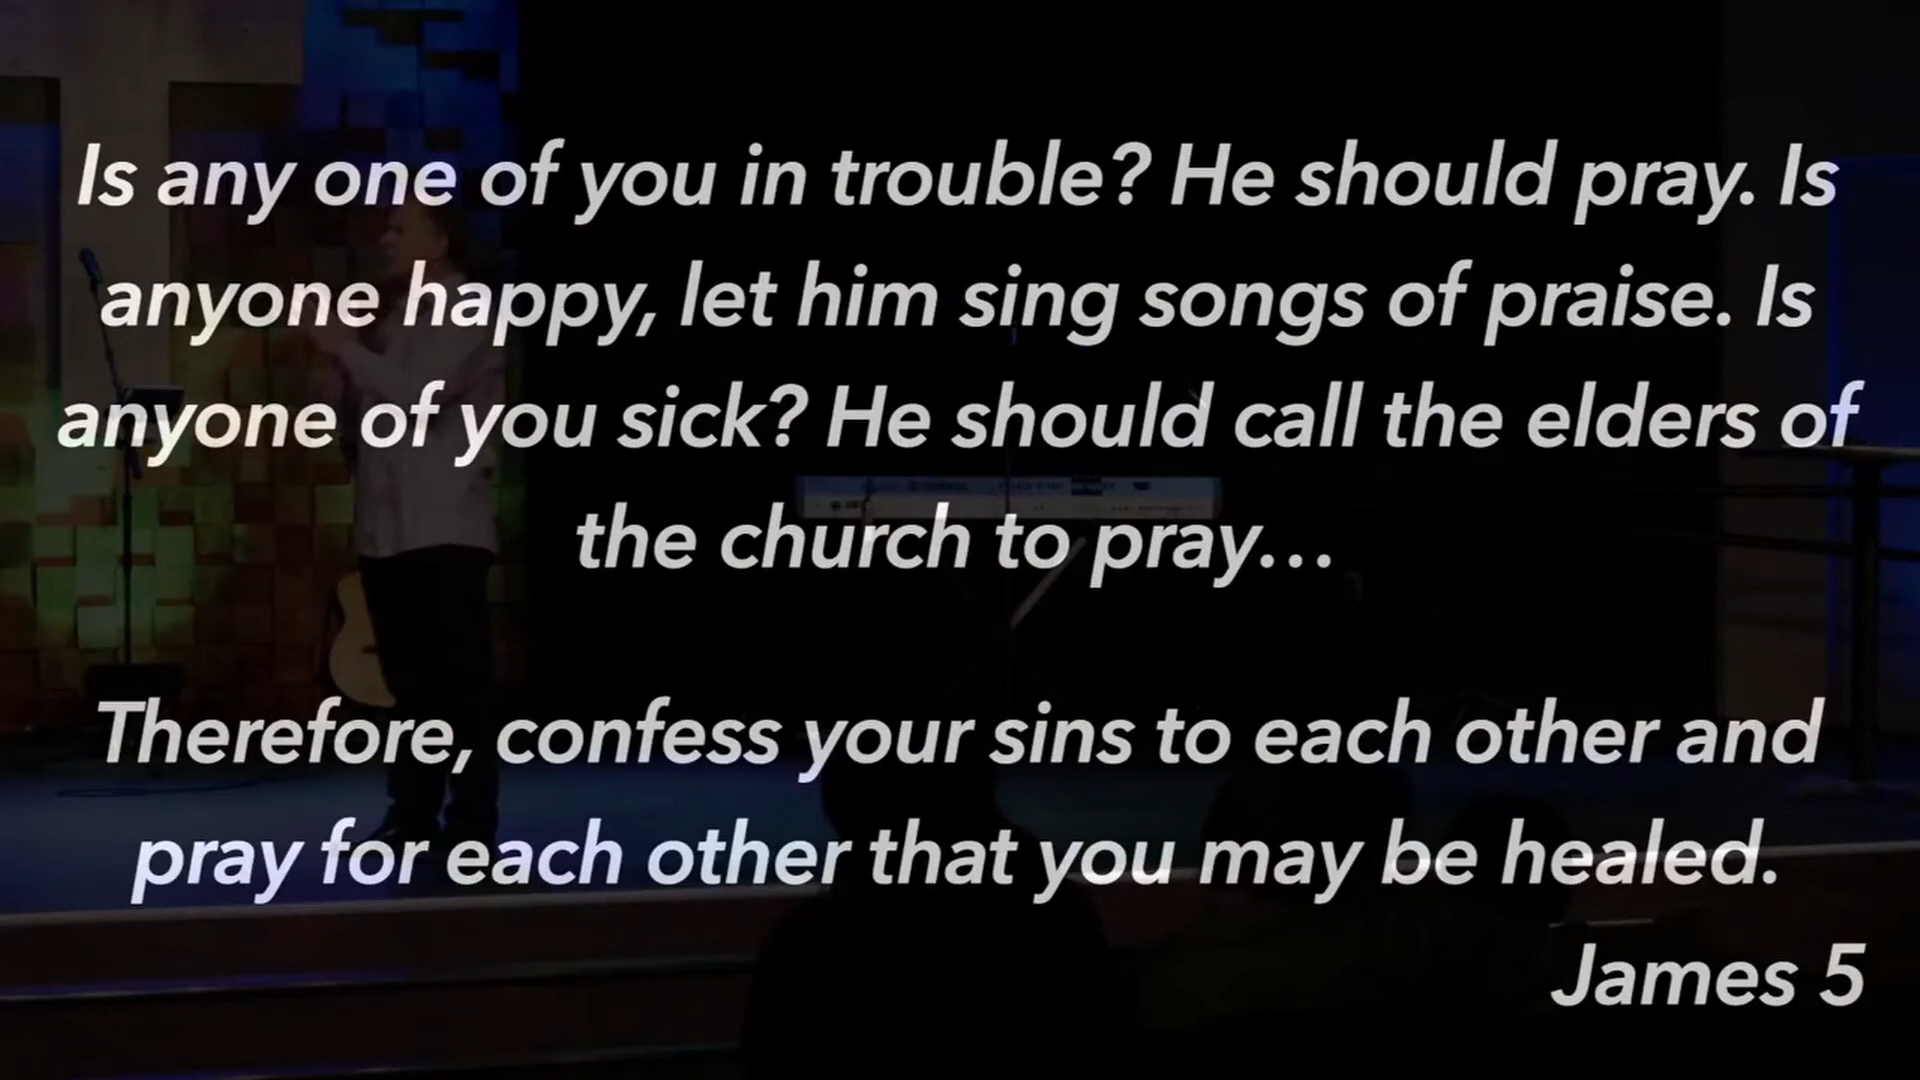 Is any one of you in trouble? He should pray. Is
anyone happy, let him sing songs of praise. Is
anyone of you sick? He should call the elders of
the church to pray...
Therefore, confess your sins to each other and
pray for each other that you may be healed.
James 5